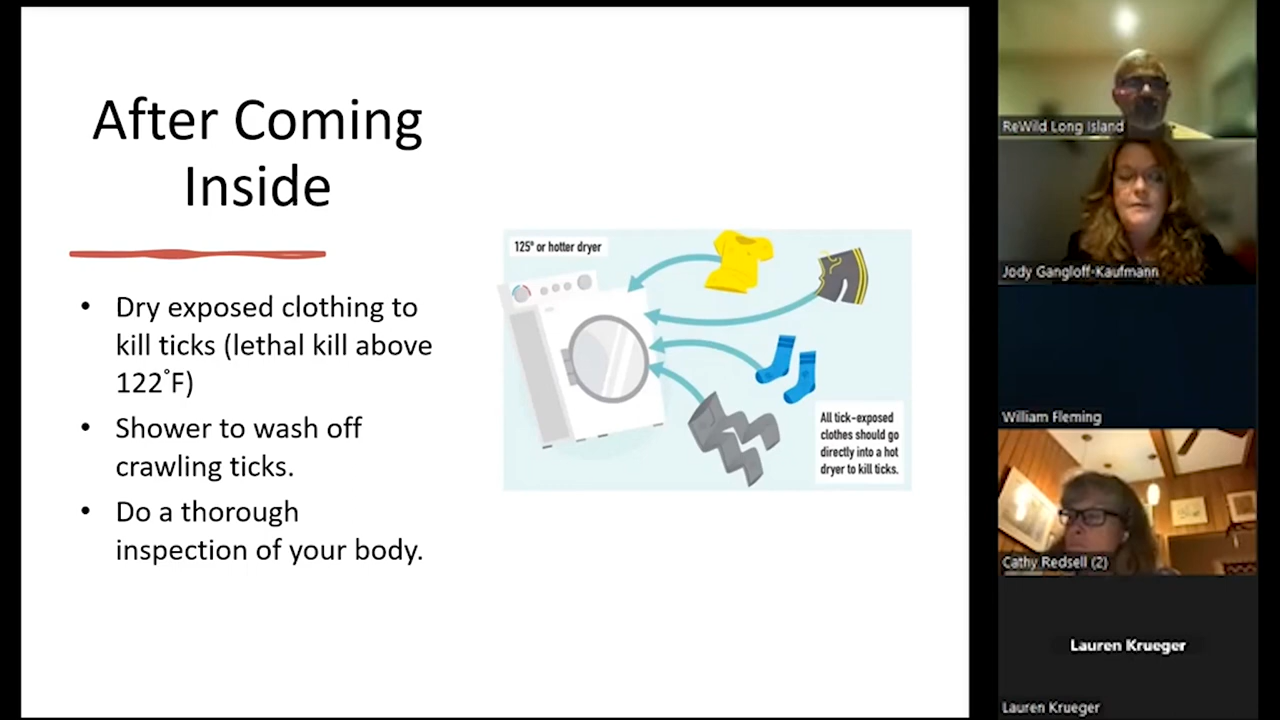 After Coming
Inside
• Dry exposed clothing to
kill ticks (lethal kill above
122°F)
• Shower to wash off
crawling ticks.
• Do a thorough
inspection of your body.
125° or hotter dryer
All tick-exposed
clothes should go
directly into a hot
dryer to kill ticks.
ReWild Long Island
Jody Gangloff-Kaufmann
William Fleming
Cathy Redsell (2)
Lauren Krueger
Lauren Krueger